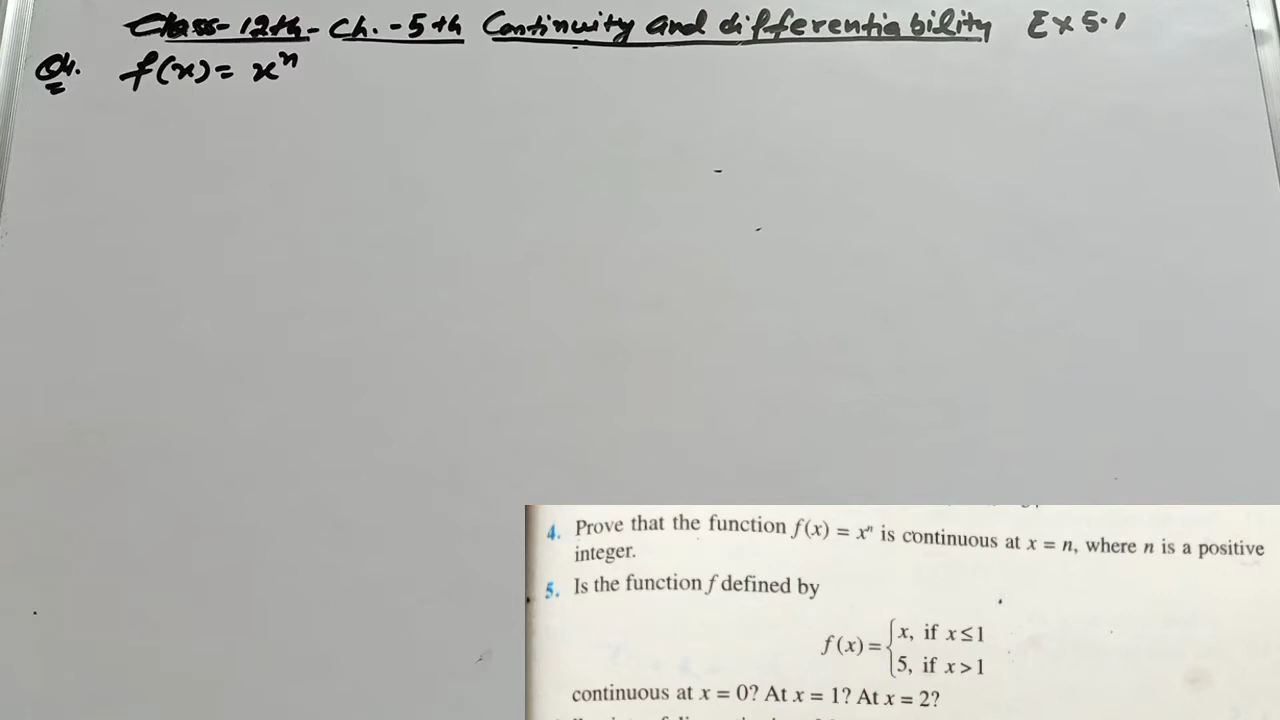 Class-12th-Ch.-5th Continuity and differentiability Ex 5.1
Q4. f(x) = xⁿ
4. Prove that the function f(x) = xⁿ is continuous at x = n, where n is a positive
integer.
5. Is the function f defined by
f(x) = { x, if x ≤ 1
5, if x > 1
continuous at x = 0? At x = 1? At x = 2?